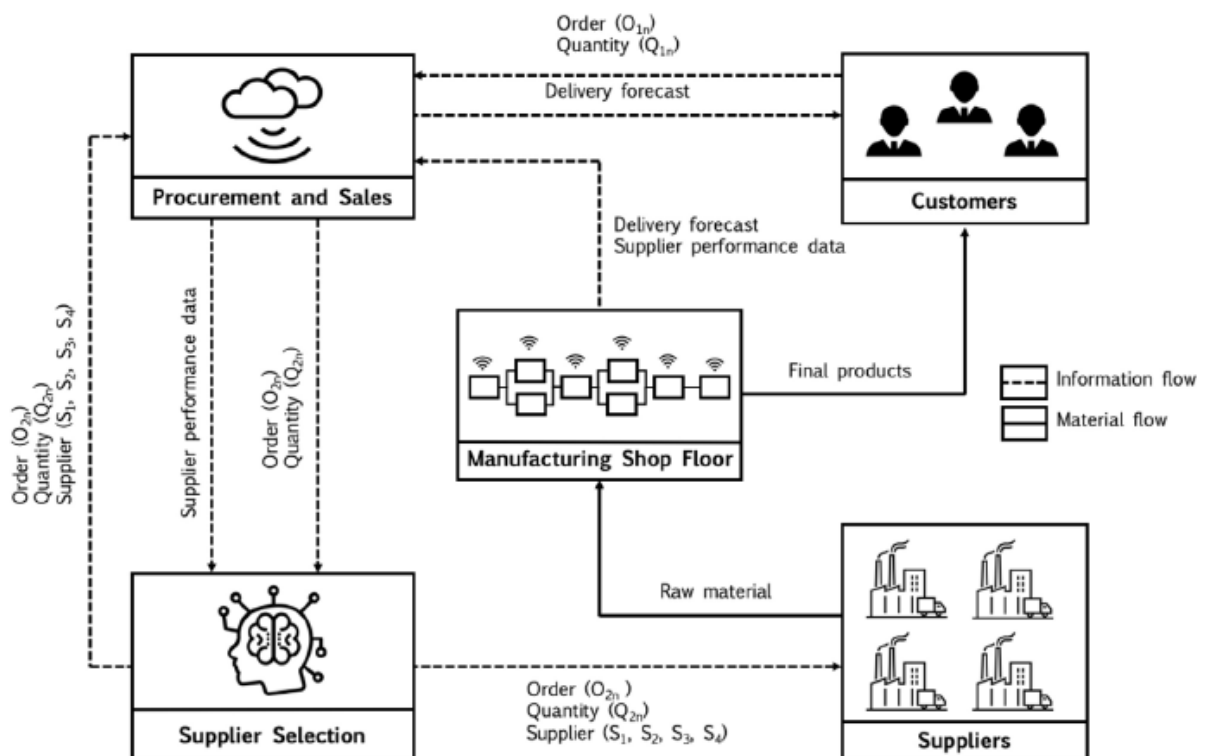 Order (O₁ₙ)
Quantity (Q₁ₙ)
Delivery forecast
Procurement and Sales
Customers
Delivery forecast
Supplier performance data
Order (O₂ₙ)
Quantity (Q₂ₙ)
Supplier (S₁, S₂, S₃, S₄)
Supplier performance data
Order (O₂ₙ)
Quantity (Q₂ₙ)
Final products
Information flow
Material flow
Manufacturing Shop Floor
Raw material
Order (O₂ₙ )
Quantity (Q₂ₙ)
Supplier (S₁, S₂, S₃, S₄)
Supplier Selection
Suppliers